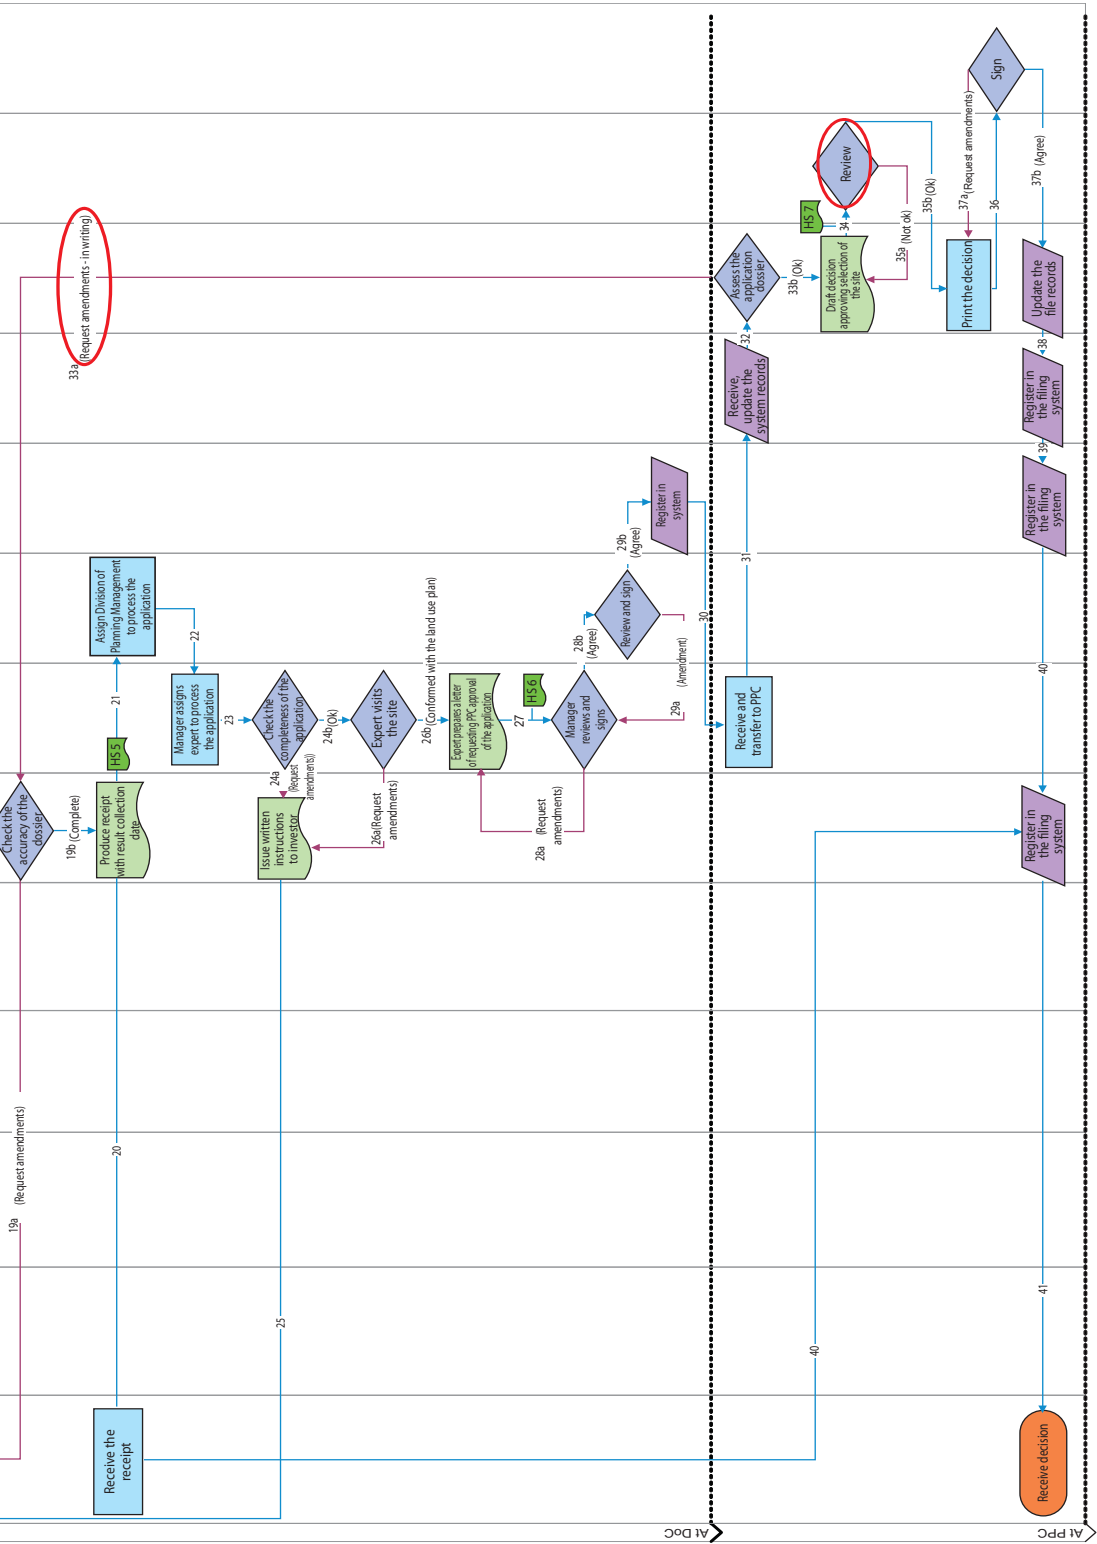 Check the
accuracy of the
dossier
19a
(Request amendments)
19b (Complete)
Produce receipt
with result collection
date
HS 5
20
Receive the
receipt
21
Assign Division of
Planning Management
to process the
application
22
Manager assigns
expert to process
the application
23
Check the
completeness of the
application
24a
(Request
amendments))
Issue written
instructions
to investor
25
24b(Ok)
Expert visits
the site
26a(Request
amendments)
26b (Conformed with the land use plan)
Expert prepares a letter
of requesting PPC approval
of the application
27
HS 6
Manager
reviews and
signs
28a
(Request
amendments)
28b
(Agree)
Review and sign
29a
(Amendment)
29b
(Agree)
Register in
system
30
At DoC
Receive and
transfer to PPC
31
Receive,
update the
system records
32
Assess the
application
dossier
33a
(Request amendments - in writing)
33b (Ok)
Draft decision
approving selection of
the site
HS 7
34
Review
35a
(Not ok)
35b(Ok)
Print the decision
36
Sign
37a
(Request amendments)
37b (Agree)
Update the
file records
38
Register in
the filing
system
39
Register in
the filing
system
40
Register in
the filing
system
40
41
Receive decision
At PPC